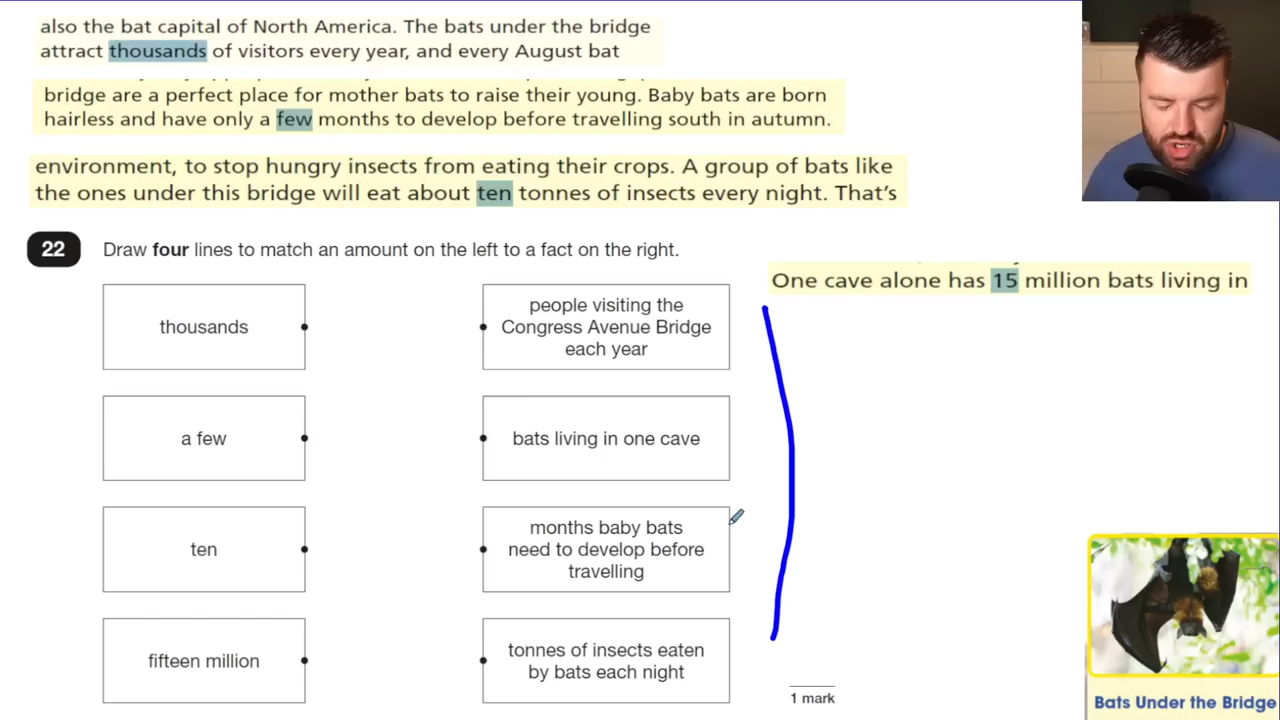 also the bat capital of North America. The bats under the bridge
attract thousands of visitors every year, and every August bat
bridge are a perfect place for mother bats to raise their young. Baby bats are born
hairless and have only a few months to develop before travelling south in autumn.
environment, to stop hungry insects from eating their crops. A group of bats like
the ones under this bridge will eat about ten tonnes of insects every night. That's
22 Draw four lines to match an amount on the left to a fact on the right.
One cave alone has 15 million bats living in
thousands
people visiting the
Congress Avenue Bridge
each year
a few
bats living in one cave
ten
months baby bats
need to develop before
travelling
fifteen million
tonnes of insects eaten
by bats each night
1 mark
Bats Under the Bridge